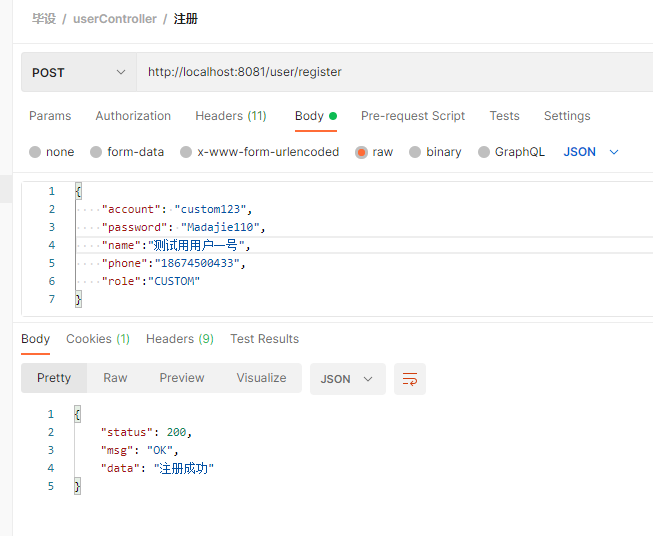 毕设 / userController / 注册
POST http://localhost:8081/user/register
Params Authorization Headers (11) Body Pre-request Script Tests Settings
none form-data x-www-form-urlencoded raw binary GraphQL JSON
1 {
2 "account": "custom123",
3 "password": "Madajie110",
4 "name":"测试用用户一号",
5 "phone":"18674500433",
6 "role":"CUSTOM"
7 }
Body Cookies (1) Headers (9) Test Results
Pretty Raw Preview Visualize JSON
1 {
2 "status": 200,
3 "msg": "OK",
4 "data": "注册成功"
5 }